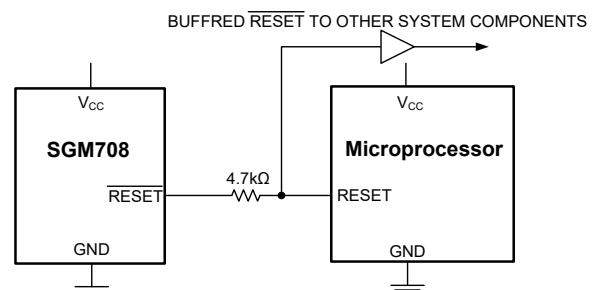 BUFFRED RESET TO OTHER SYSTEM COMPONENTS
VCC
VCC
SGM708
Microprocessor
4.7kΩ
RESET
RESET
GND
GND